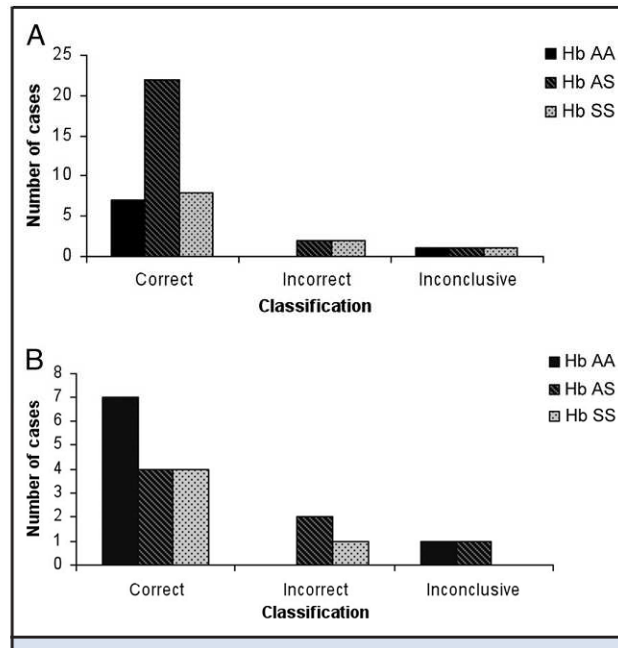 A
Number of cases
25
20
15
10
5
0
Correct Incorrect Inconclusive
Classification
Hb AA
Hb AS
Hb SS
B
Number of cases
8
7
6
5
4
3
2
1
0
Correct Incorrect Inconclusive
Classification
Hb AA
Hb AS
Hb SS